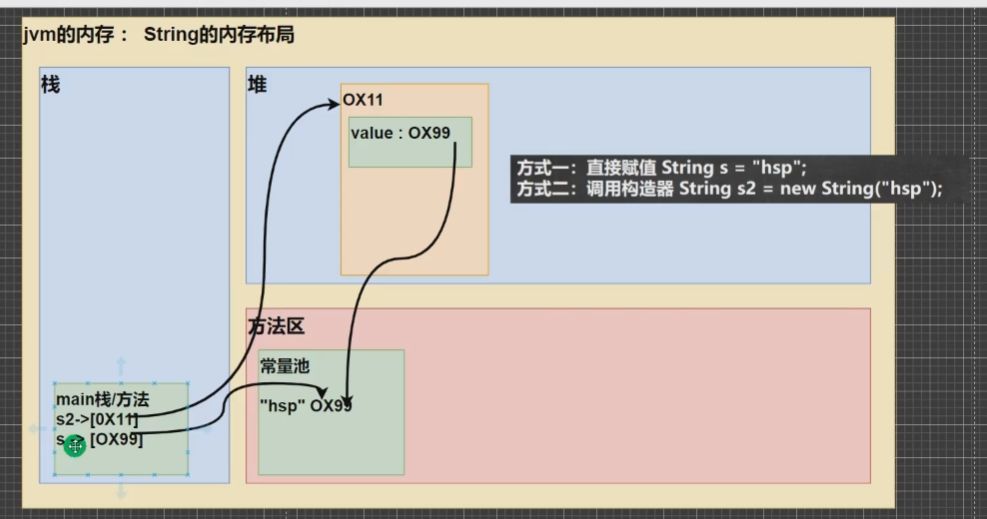 jvm的内存： String的内存布局
栈
堆
OX11
value : OX99
方式一：直接赋值 String s = "hsp";
方式二：调用构造器 String s2 = new String("hsp");
方法区
常量池
"hsp" OX99
main栈/方法
s2->[0X11]
s -> [OX99]